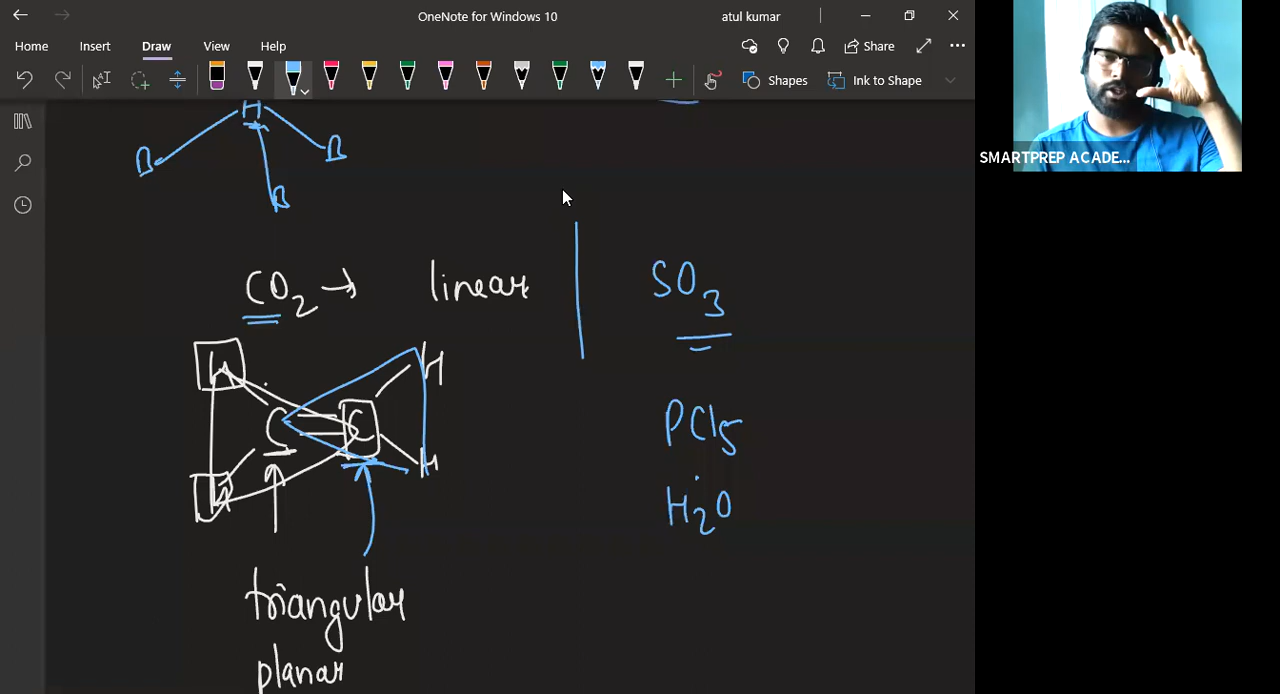 OneNote for Windows 10
atul kumar
Home Insert Draw View Help
Share
Shapes
Ink to Shape
SMARTPREP ACADE...
H
B B
B
CO2 → linear
SO3
H
C C H
H
PCl5
H2O
triangular
planar